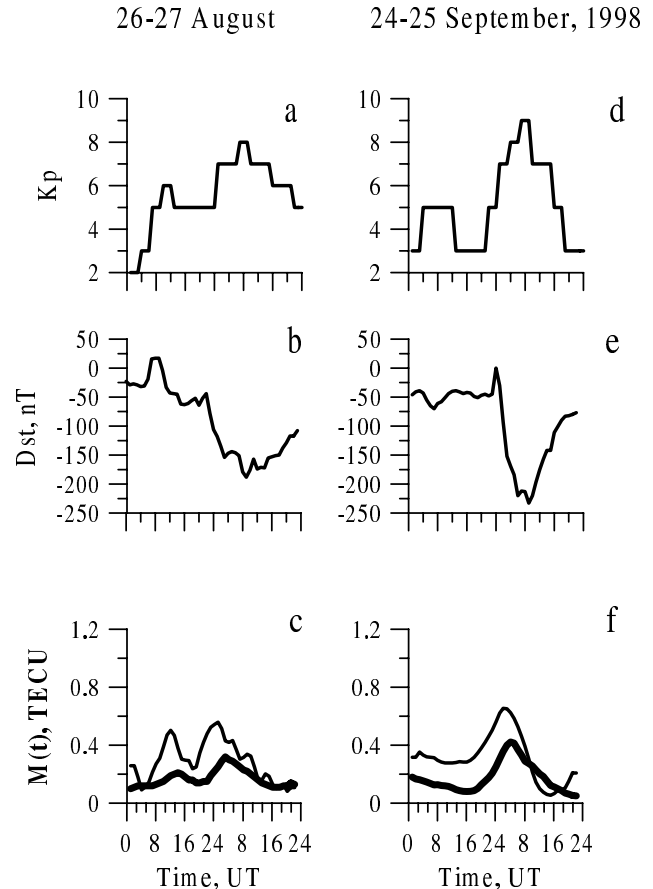 26-27 August 24-25 September, 1998
a d
10 10
8 8
6 6
4 4
2 2
Kp
b e
50 50
0 0
-50 -50
-100 -100
-150 -150
-200 -200
-250 -250
Dst, nT
c f
1.2 1.2
0.8 0.8
0.4 0.4
0 0
M(t), TECU
0 8 16 24 8 16 24 0 8 16 24 8 16 24
Time, UT Time, UT